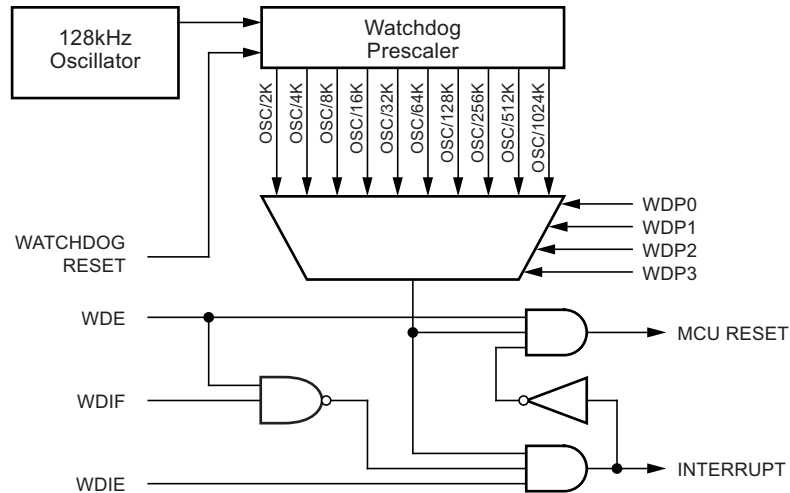 128kHz
Oscillator
Watchdog
Prescaler
OSC/2K
OSC/4K
OSC/8K
OSC/16K
OSC/32K
OSC/64K
OSC/128K
OSC/256K
OSC/512K
OSC/1024K
WDP0
WDP1
WDP2
WDP3
WATCHDOG
RESET
WDE
MCU RESET
WDIF
INTERRUPT
WDIE